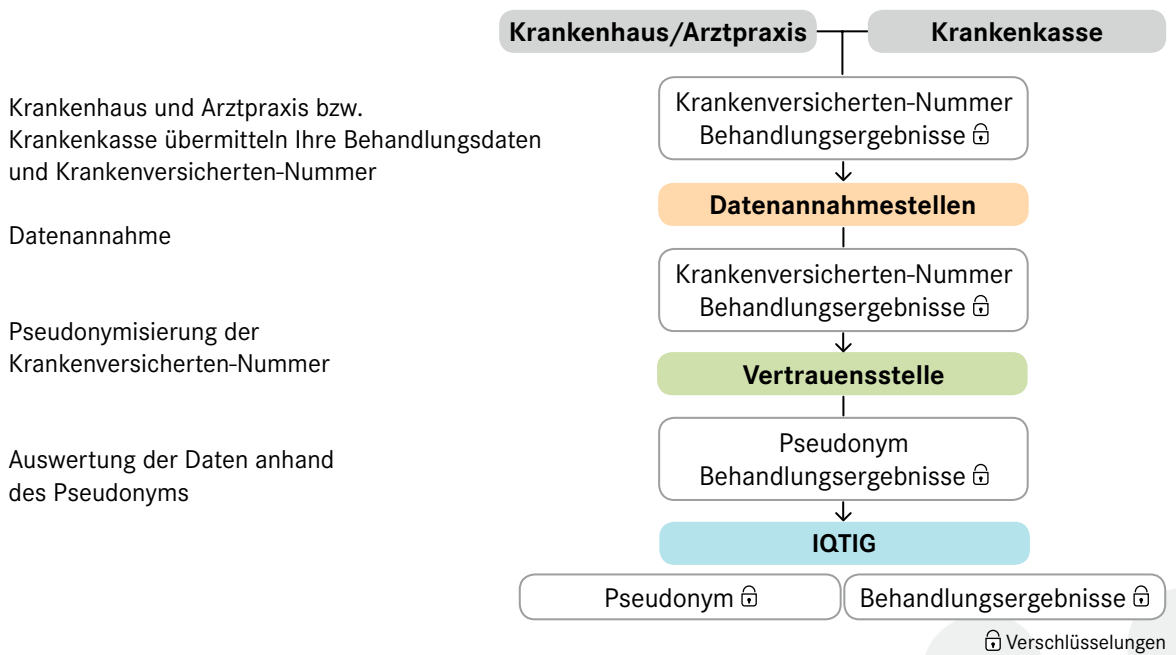 Krankenhaus/Arztpraxis
Krankenkasse
Krankenhaus und Arztpraxis bzw.
Krankenkasse übermitteln Ihre Behandlungsdaten
und Krankenversicherten-Nummer
Krankenversicherten-Nummer
Behandlungsergebnisse
Datenannahmestellen
Datenannahme
Krankenversicherten-Nummer
Behandlungsergebnisse
Pseudonymisierung der
Krankenversicherten-Nummer
Vertrauensstelle
Auswertung der Daten anhand
des Pseudonyms
Pseudonym
Behandlungsergebnisse
IQTIG
Pseudonym
Behandlungsergebnisse
Verschlüsselungen